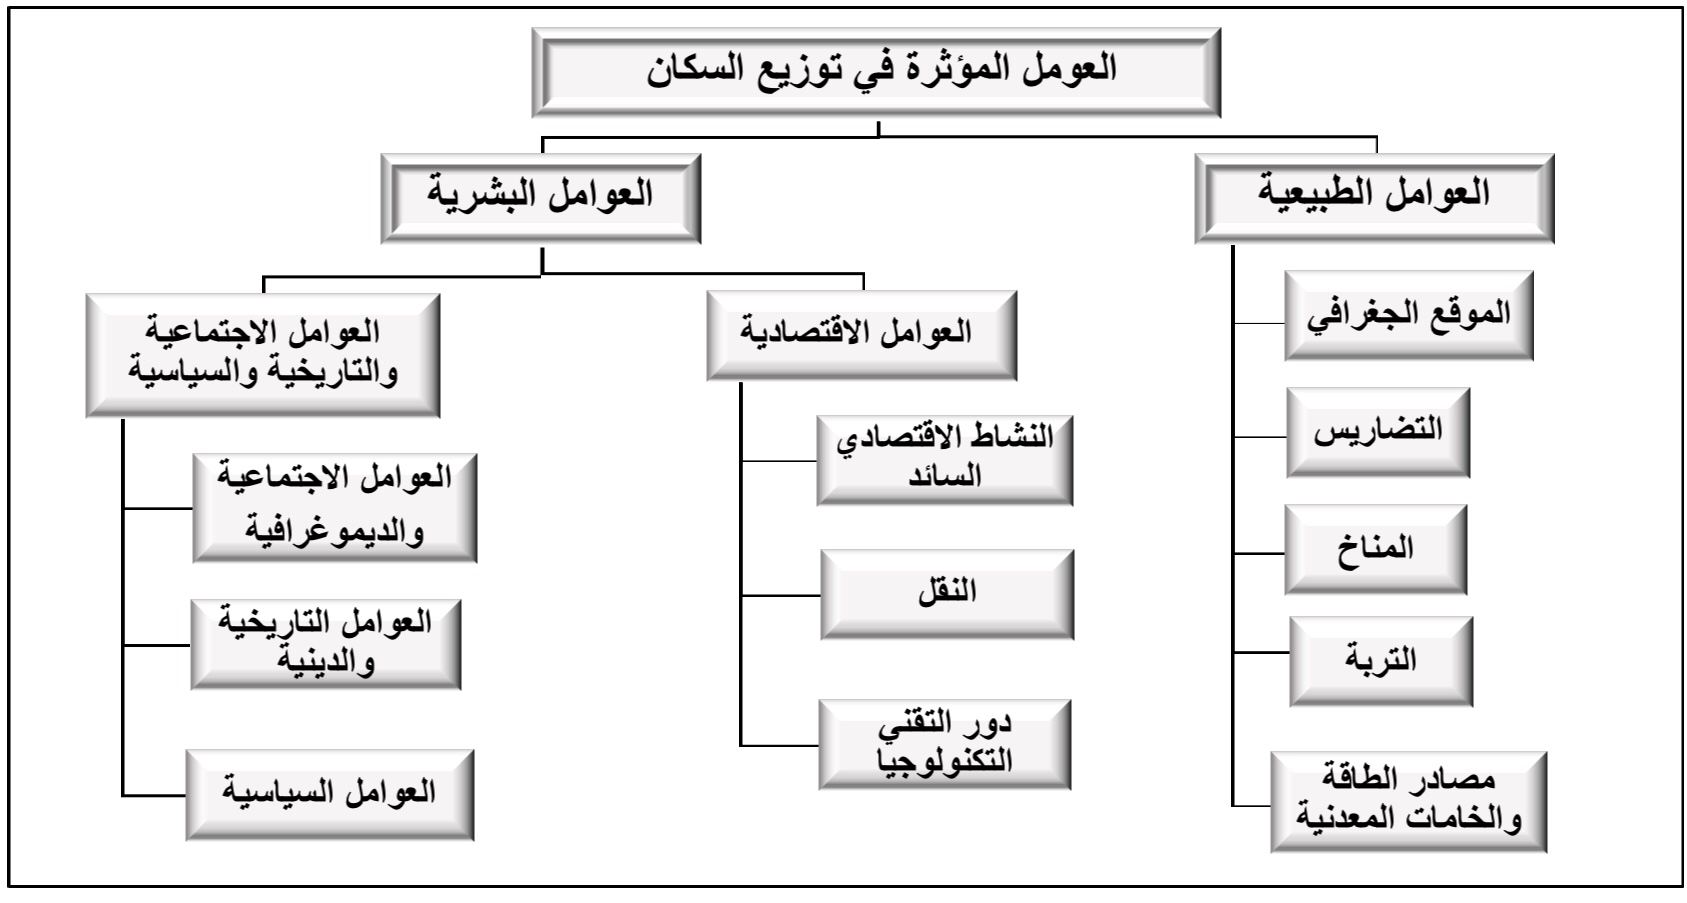 العومل المؤثرة في توزيع السكان
العوامل الطبيعية
الموقع الجغرافي
التضاريس
المناخ
التربة
مصادر الطاقة
والخامات المعدنية
العوامل البشرية
العوامل الاقتصادية
النشاط الاقتصادي
السائد
النقل
دور التقني
التكنولوجيا
العوامل الاجتماعية
والتاريخية والسياسية
العوامل الاجتماعية
والديموغرافية
العوامل التاريخية
والدينية
العوامل السياسية